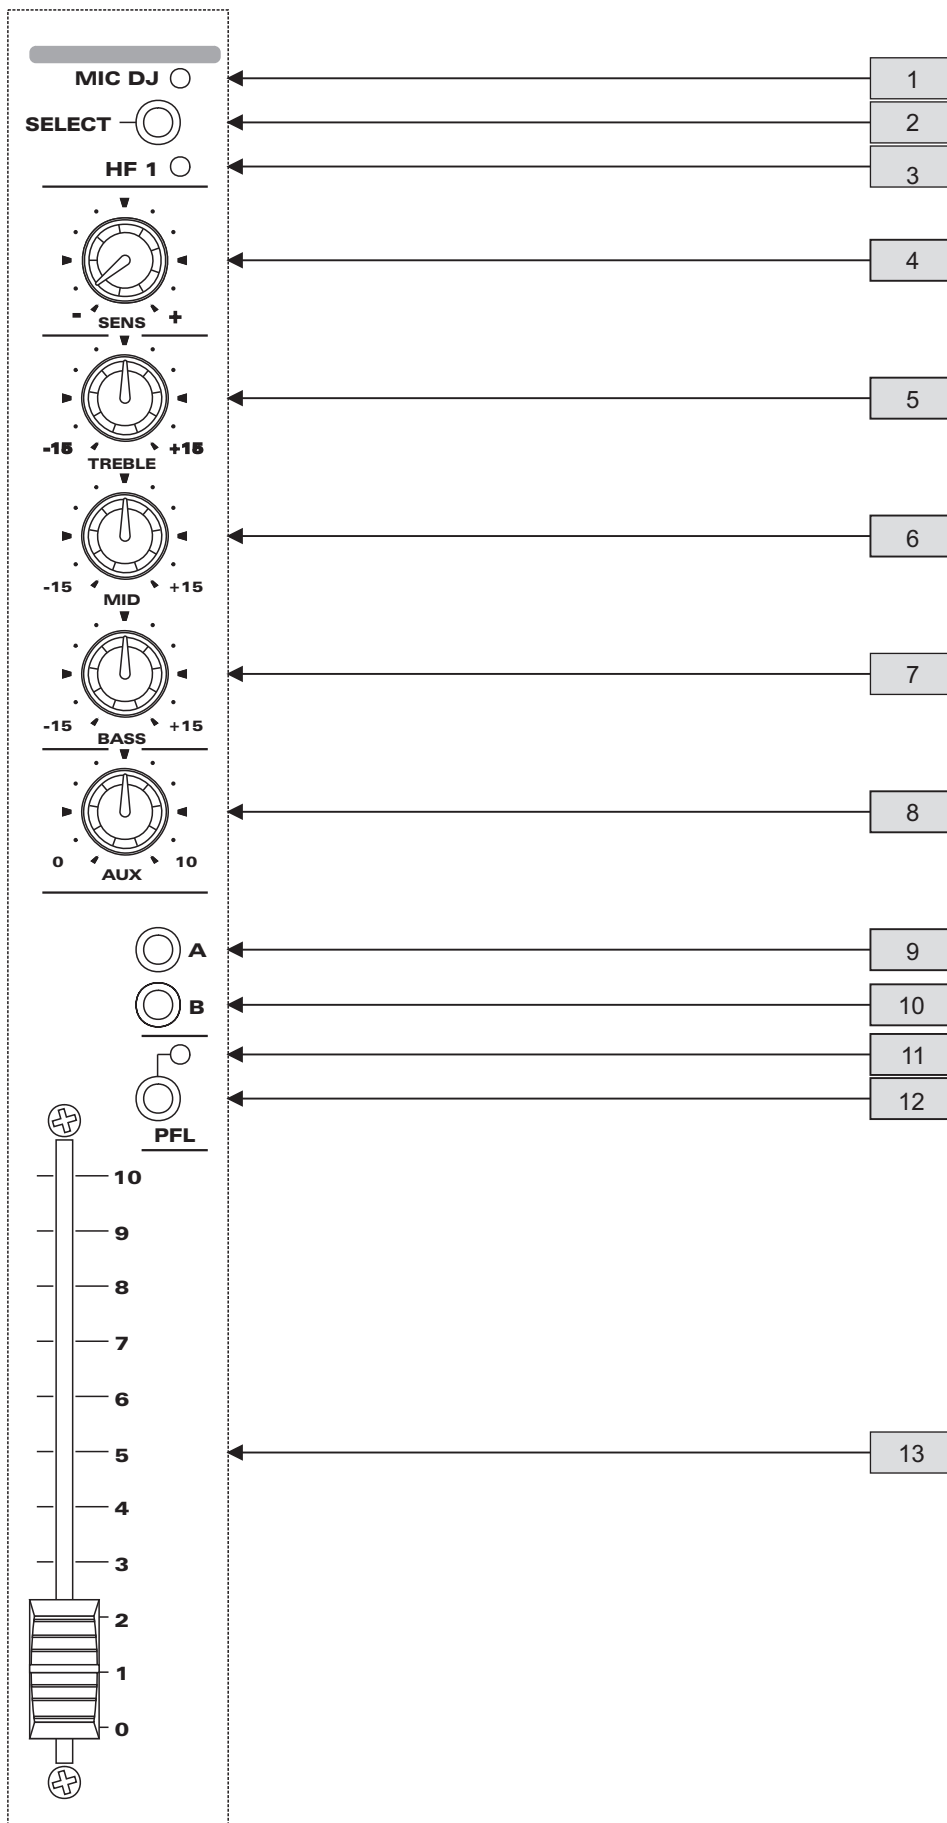 MIC DJ 1
SELECT 2
HF 1 3
4
- SENS +
5
-15 +15
TREBLE
6
-15 +15
MID
7
-15 +15
BASS
8
0 10
AUX
A 9
B 10
11
12
PFL
10
9
8
7
6
5 13
4
3
2
1
0